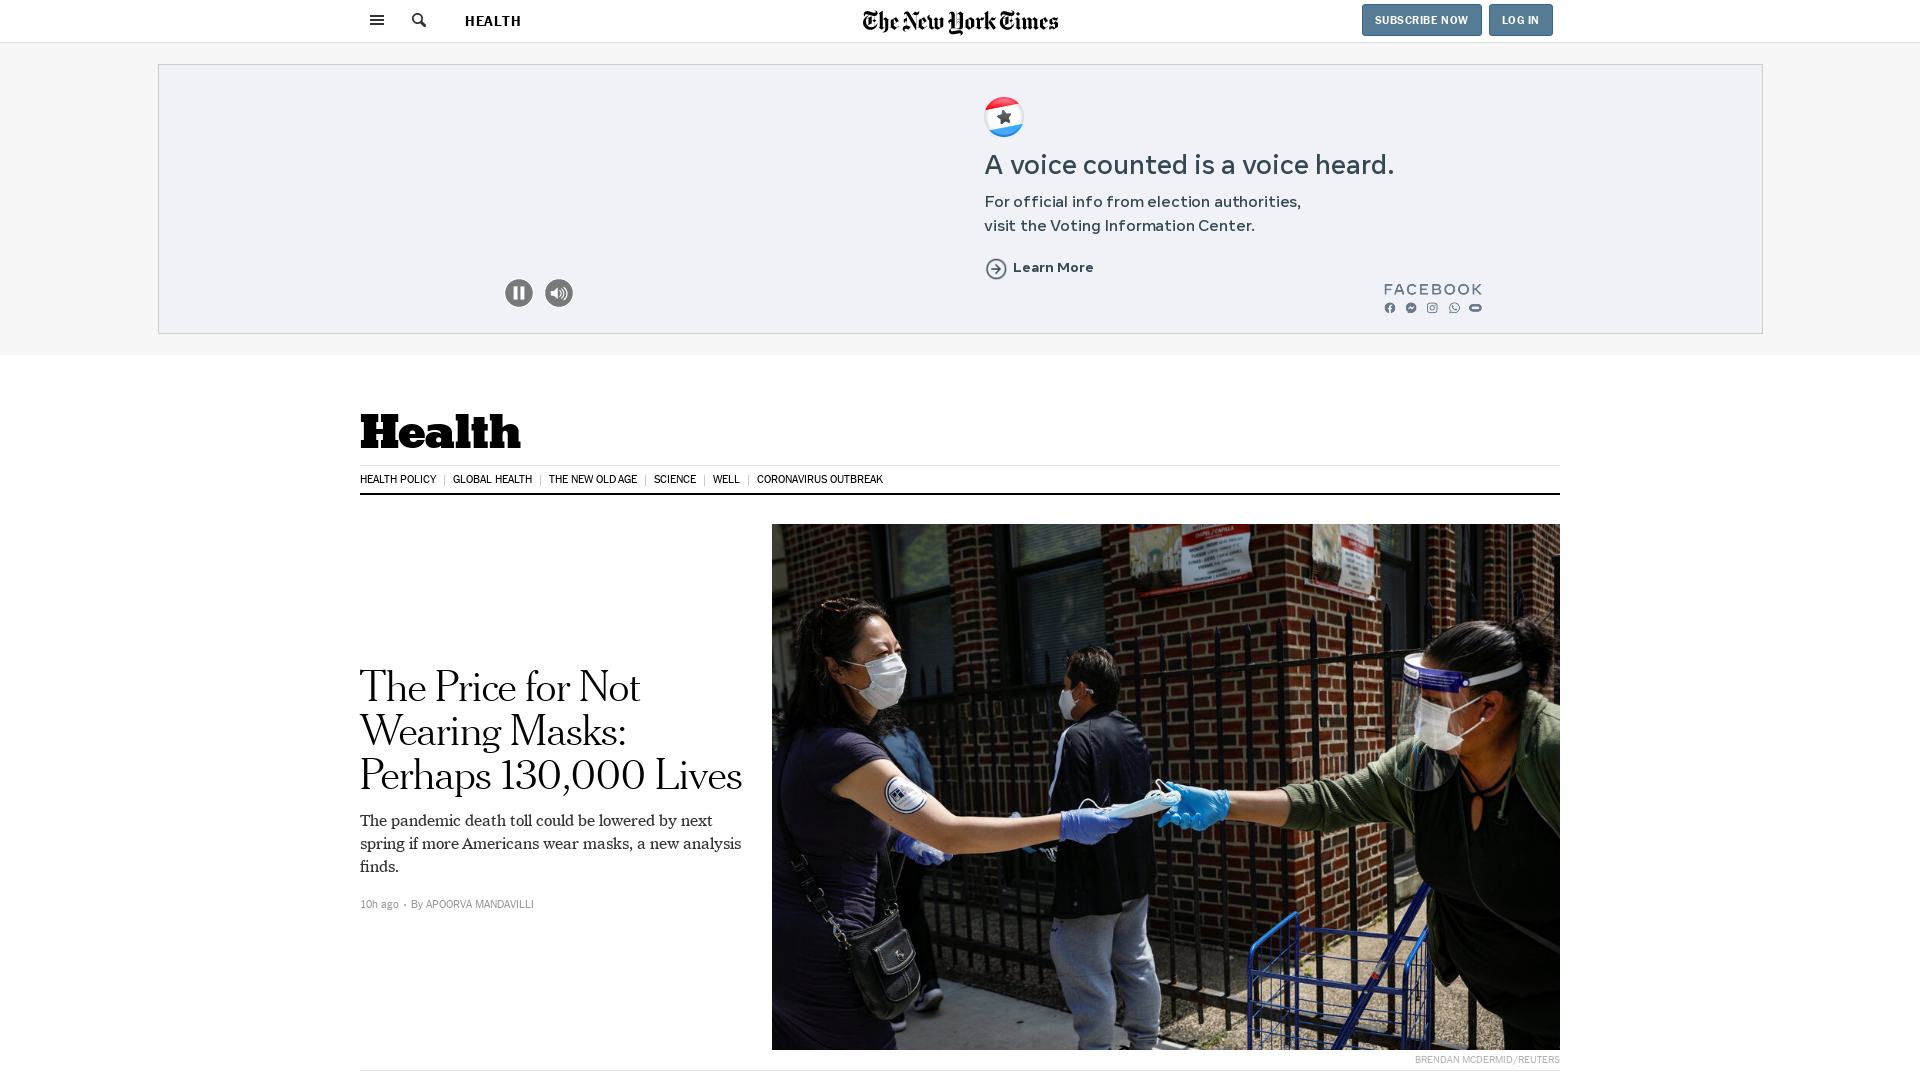 HEALTH
The New York Times
SUBSCRIBE NOW
LOG IN
A voice counted is a voice heard.
For official info from election authorities,
visit the Voting Information Center.
Learn More
FACEBOOK
Health
HEALTH POLICY
GLOBAL HEALTH
THE NEW OLD AGE
SCIENCE
WELL
CORONAVIRUS OUTBREAK
The Price for Not
Wearing Masks:
Perhaps 130,000 Lives
The pandemic death toll could be lowered by next
spring if more Americans wear masks, a new analysis
finds.
10h ago • By APOORVA MANDAVILLI
BRENDAN MCDERMID/REUTERS